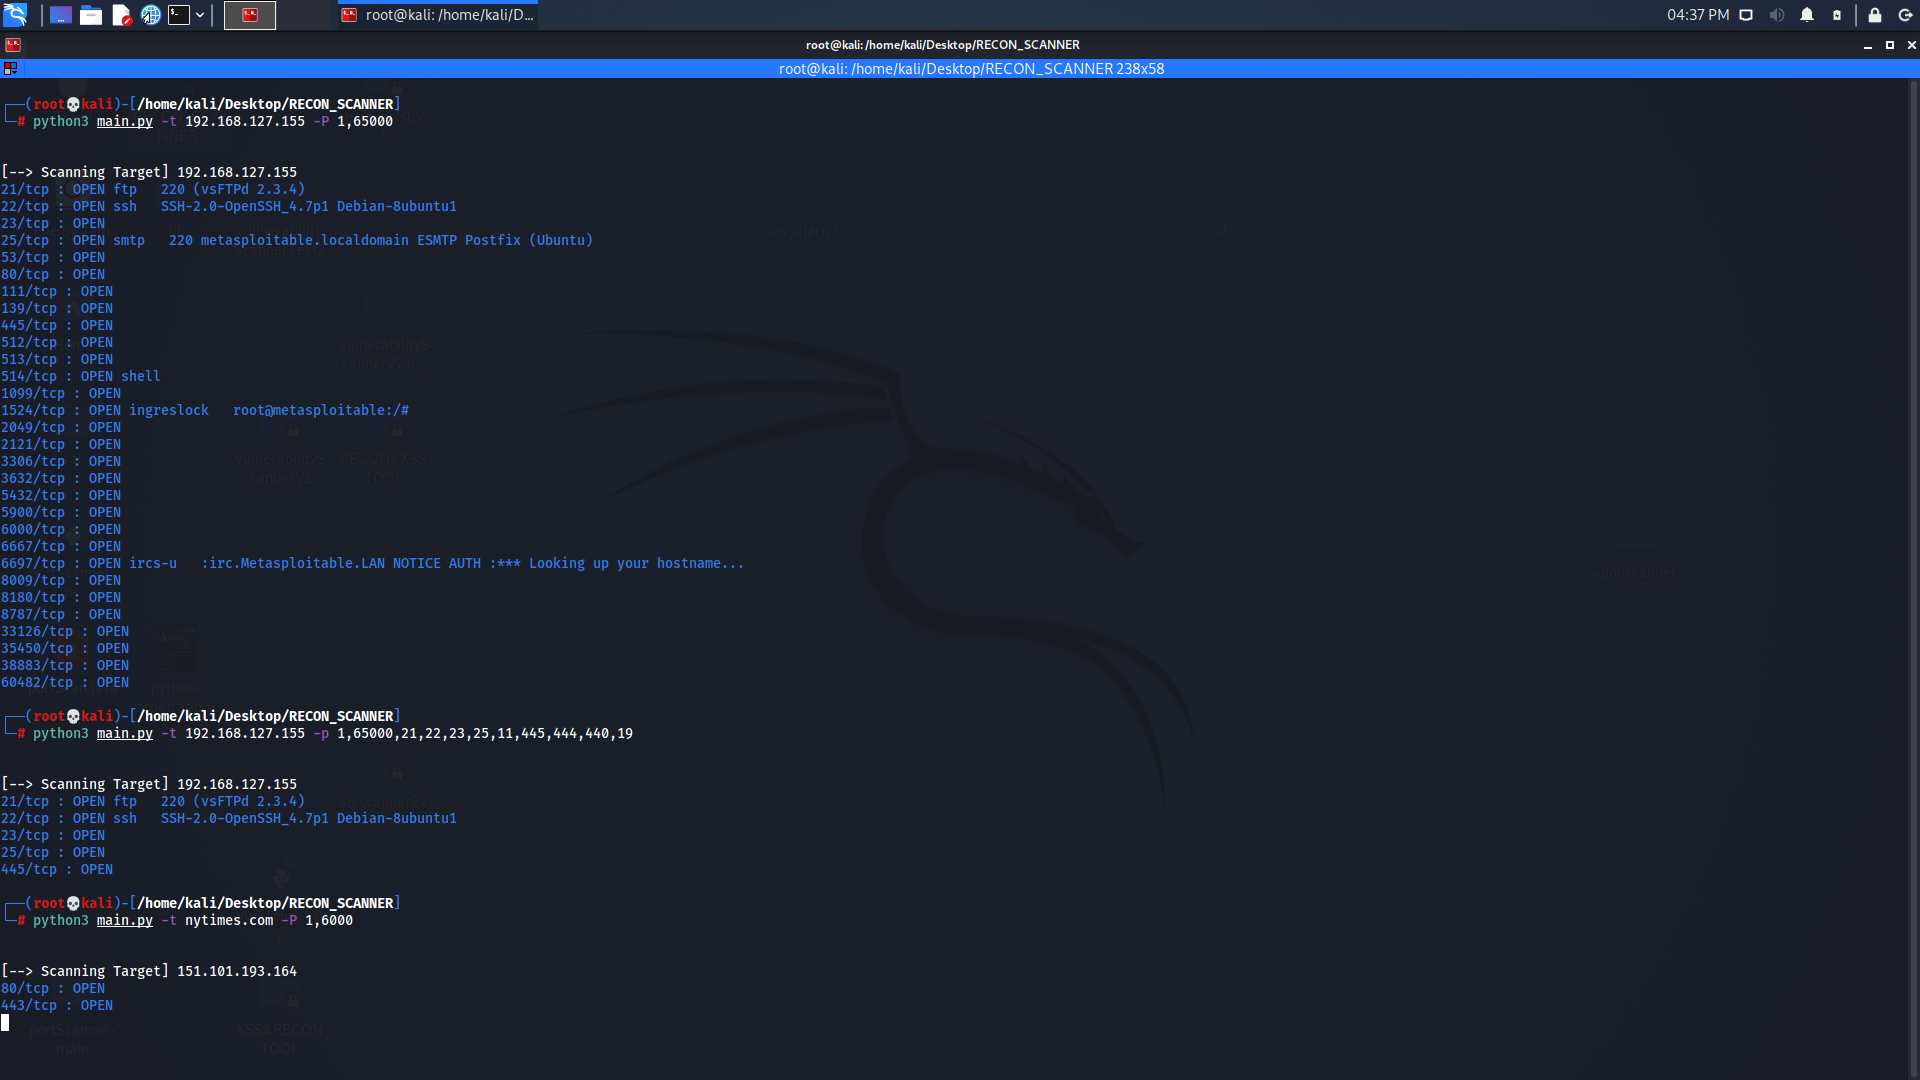 root@kali: /home/kali/D...
04:37 PM
root@kali: /home/kali/Desktop/RECON_SCANNER
root@kali: /home/kali/Desktop/RECON_SCANNER 238x58
┌──(root💀kali)-[/home/kali/Desktop/RECON_SCANNER]
└─# python3 main.py -t 192.168.127.155 -P 1,65000
[--> Scanning Target] 192.168.127.155
21/tcp : OPEN ftp   220 (vsFTPd 2.3.4)
22/tcp : OPEN ssh   SSH-2.0-OpenSSH_4.7p1 Debian-8ubuntu1
23/tcp : OPEN
25/tcp : OPEN smtp   220 metasploitable.localdomain ESMTP Postfix (Ubuntu)
53/tcp : OPEN
80/tcp : OPEN
111/tcp : OPEN
139/tcp : OPEN
445/tcp : OPEN
512/tcp : OPEN
513/tcp : OPEN
514/tcp : OPEN shell
1099/tcp : OPEN
1524/tcp : OPEN ingreslock   root@metasploitable:/#
2049/tcp : OPEN
2121/tcp : OPEN
3306/tcp : OPEN
3632/tcp : OPEN
5432/tcp : OPEN
5900/tcp : OPEN
6000/tcp : OPEN
6667/tcp : OPEN
6697/tcp : OPEN ircs-u   :irc.Metasploitable.LAN NOTICE AUTH :*** Looking up your hostname...
8009/tcp : OPEN
8180/tcp : OPEN
8787/tcp : OPEN
33126/tcp : OPEN
35450/tcp : OPEN
38883/tcp : OPEN
60482/tcp : OPEN
┌──(root💀kali)-[/home/kali/Desktop/RECON_SCANNER]
└─# python3 main.py -t 192.168.127.155 -p 1,65000,21,22,23,25,11,445,444,440,19
[--> Scanning Target] 192.168.127.155
21/tcp : OPEN ftp   220 (vsFTPd 2.3.4)
22/tcp : OPEN ssh   SSH-2.0-OpenSSH_4.7p1 Debian-8ubuntu1
23/tcp : OPEN
25/tcp : OPEN
445/tcp : OPEN
┌──(root💀kali)-[/home/kali/Desktop/RECON_SCANNER]
└─# python3 main.py -t nytimes.com -P 1,6000
[--> Scanning Target] 151.101.193.164
80/tcp : OPEN
443/tcp : OPEN
vulnerabilityS
cannerV2
RECON&XSS
TOOL
vulnnscanner
portScanner-
main
XSS&RECON
TOOL